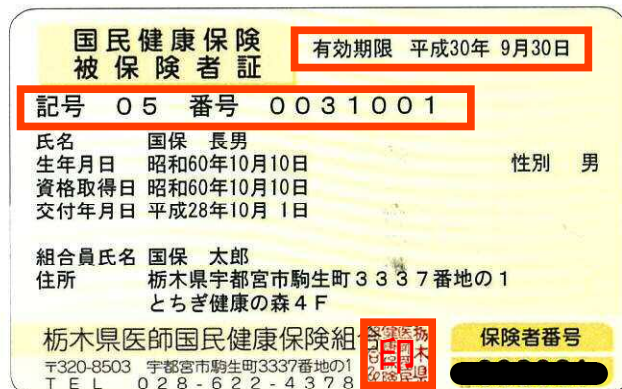 国民健康保険
被保険者証
有効期限 平成30年 9月30日
記号 05 番号 0031001
氏名 国保 長男
生年月日 昭和60年10月10日 性別 男
資格取得日 昭和60年10月10日
交付年月日 平成28年10月 1日
組合員氏名 国保 太郎
住所 栃木県宇都宮市駒生町3337番地の1
とちぎ健康の森4F
栃木県医師国民健康保険組合
印
保険者番号
〒320-8503 宇都宮市駒生町3337番地の1
TEL 028-622-4378